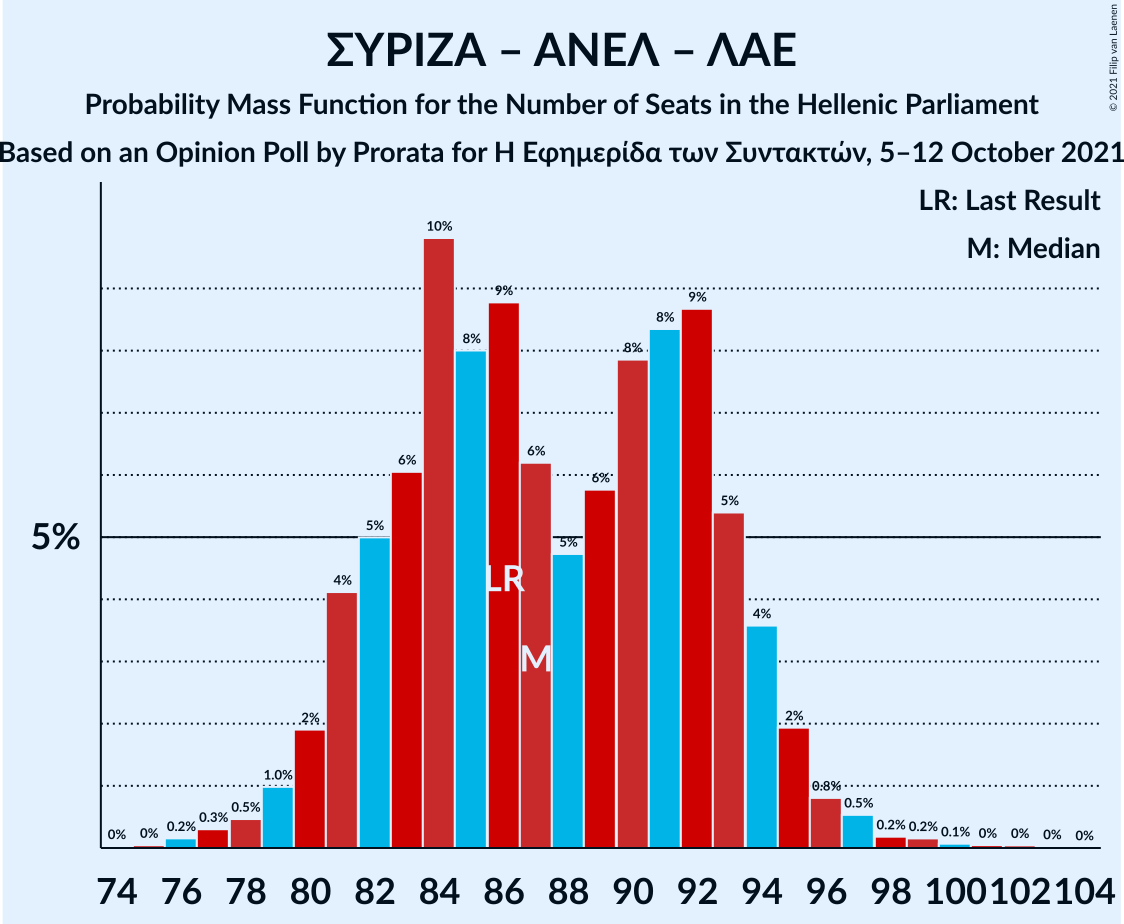 ΣΥΡΙΖΑ – ΑΝΕΛ – ΛΑΕ
Probability Mass Function for the Number of Seats in the Hellenic Parliament
Based on an Opinion Poll by Prorata for Η Εφημερίδα των Συντακτών, 5–12 October 2021
© 2021 Filip van Laenen
LR: Last Result
M: Median
5%
0% 0% 0.2% 0.3% 0.5% 1.0% 2% 4% 5% 6% 10% 8% 9% 6% 5% 6% 8% 8% 9% 5% 4% 2% 0.8% 0.5% 0.2% 0.2% 0.1% 0% 0% 0% 0%
LR
M
74 76 78 80 82 84 86 88 90 92 94 96 98 100 102 104